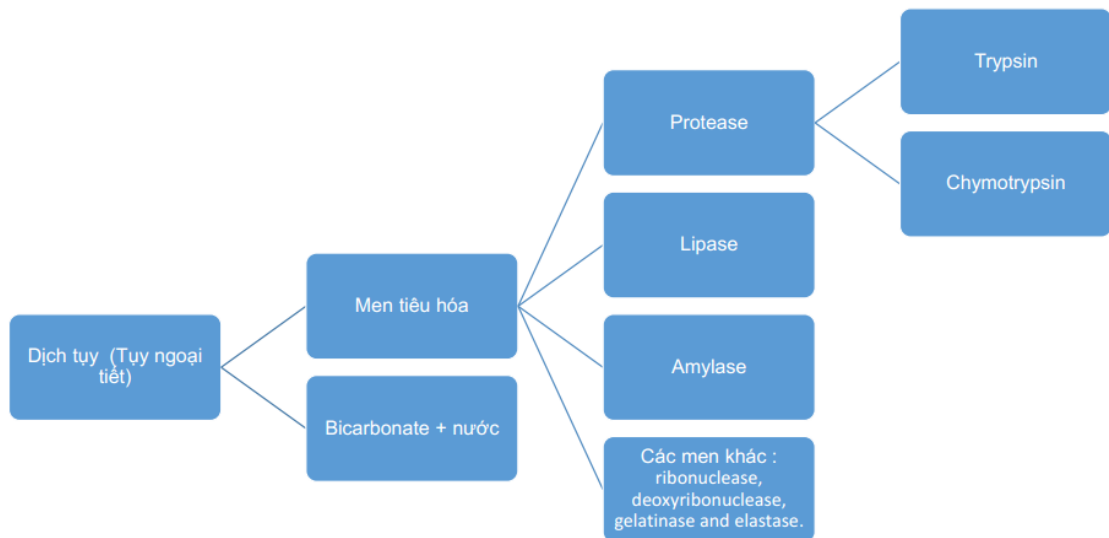 Dịch tụy (Tụy ngoại
tiết)
Men tiêu hóa
Bicarbonate + nước
Protease
Lipase
Amylase
Các men khác :
ribonuclease,
deoxyribonuclease,
gelatinase and elastase.
Trypsin
Chymotrypsin